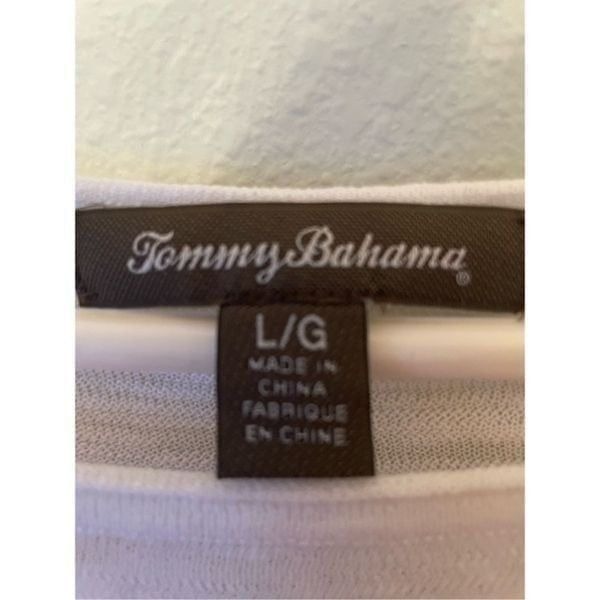 Tommy Bahama®
L/G
MADE IN
CHINA
FABRIQUE
EN CHINE